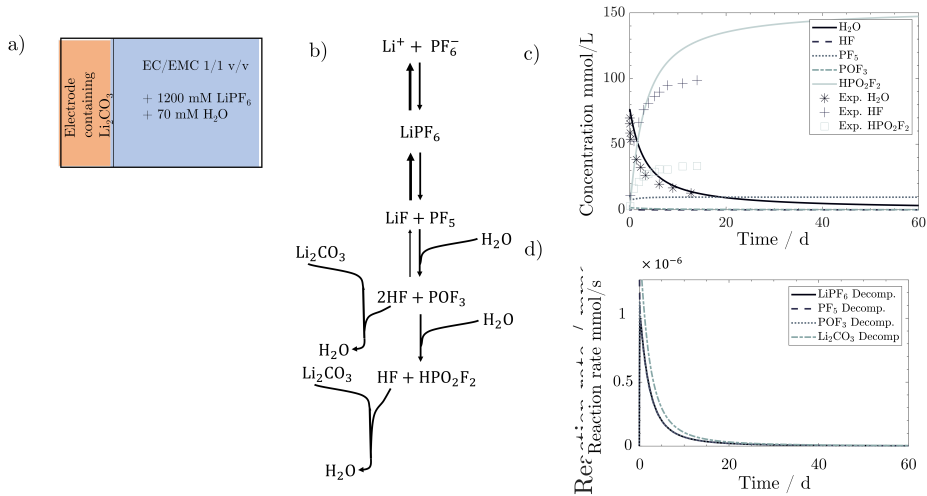 a)
Electrode
containing
Li₂CO₃
EC/EMC 1/1 v/v
+ 1200 mM LiPF₆
+ 70 mM H₂O
b)
Li⁺ + PF₆⁻
LiPF₆
LiF + PF₅
H₂O
Li₂CO₃
2HF + POF₃
H₂O
H₂O
Li₂CO₃
HF + HPO₂F₂
H₂O
c)
Concentration mmol/L
150
100
50
0
0
20
40
60
Time / d
H₂O
HF
PF₅
POF₃
HPO₂F₂
Exp. H₂O
Exp. HF
Exp. HPO₂F₂
d)
× 10⁻⁶
Reaction rate mmol/s
1
0.5
0
0
20
40
60
Time / d
LiPF₆ Decomp.
PF₅ Decomp.
POF₃ Decomp.
Li₂CO₃ Decomp